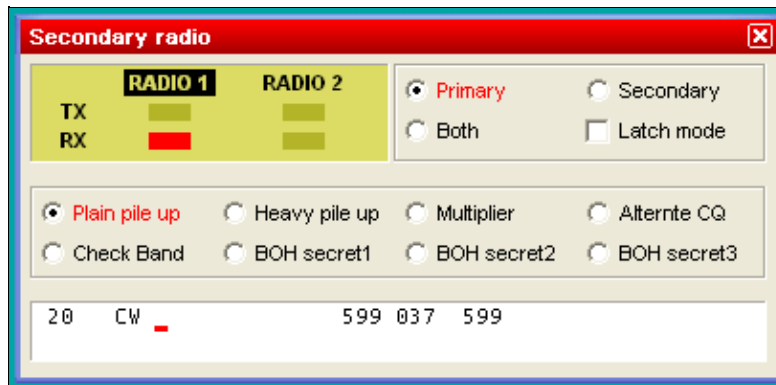 Secondary radio
RADIO 1 RADIO 2
TX
RX
Primary Secondary
Both Latch mode
Plain pile up Heavy pile up Multiplier Alternte CQ
Check Band BOH secret1 BOH secret2 BOH secret3
20 CW 599 037 599